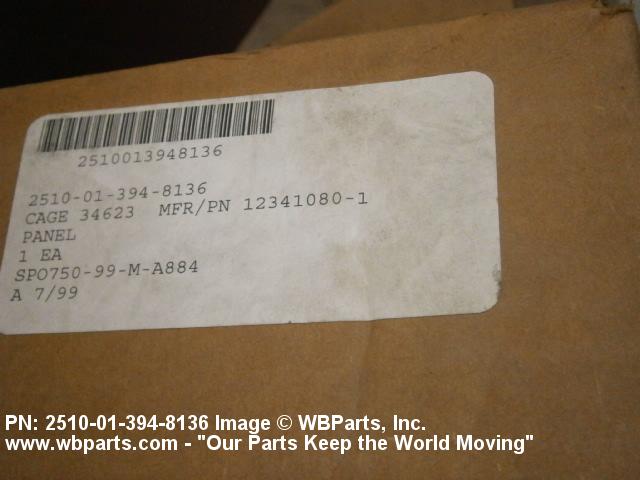 2510013948136
2510-01-394-8136
CAGE 34623 MFR/PN 12341080-1
PANEL
1 EA
SPO750-99-M-A884
A 7/99
PN: 2510-01-394-8136 Image © WBParts, Inc.
www.wbparts.com - "Our Parts Keep the World Moving"